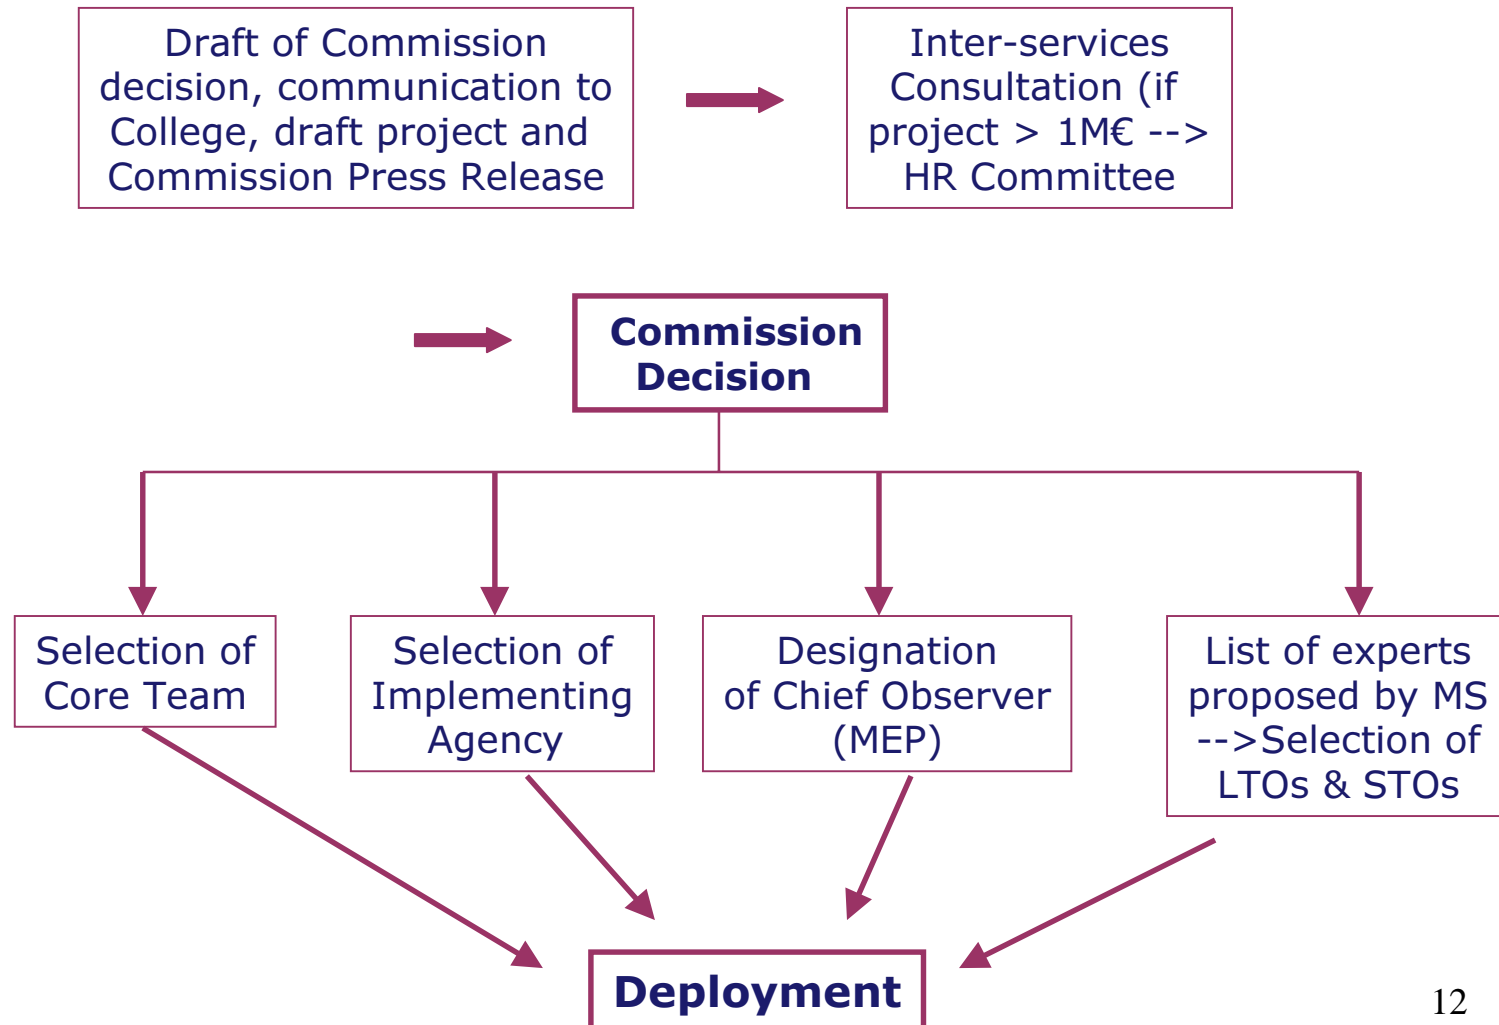 Draft of Commission
decision, communication to
College, draft project and
Commission Press Release
Inter-services
Consultation (if
project > 1M€ -->
HR Committee
Commission
Decision
Selection of
Core Team
Selection of
Implementing
Agency
Designation
of Chief Observer
(MEP)
List of experts
proposed by MS
-->Selection of
LTOs & STOs
Deployment
12